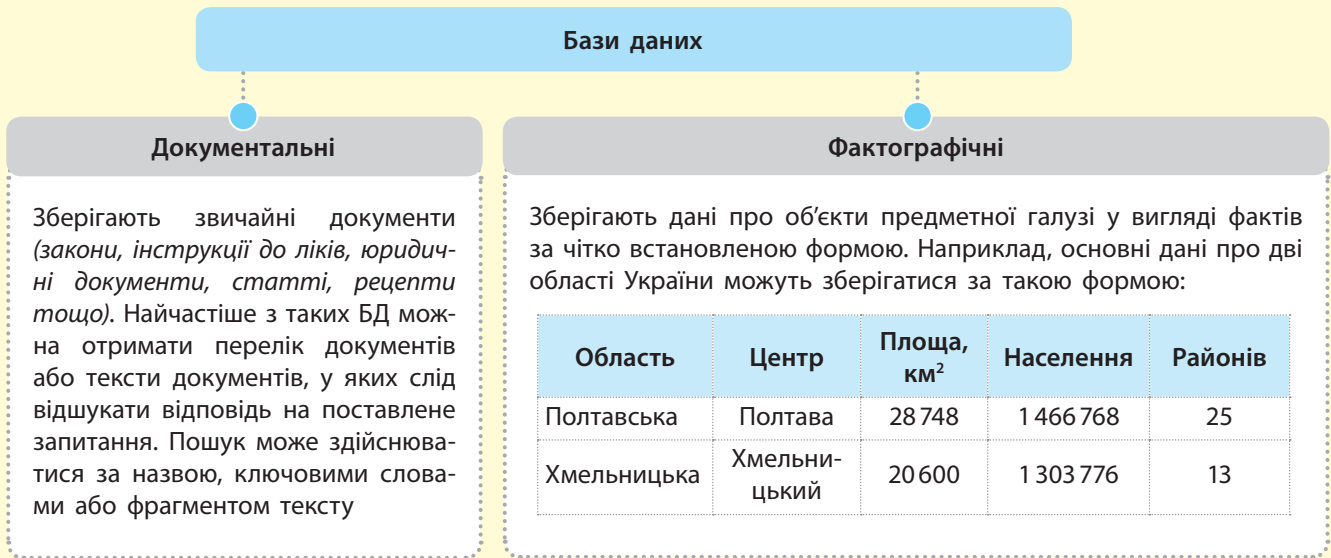 Бази даних
Документальні
Зберігають звичайні документи
(закони, інструкції до ліків, юридич-
ні документи, статті, рецепти
тощо). Найчастіше з таких БД мож-
на отримати перелік документів
або тексти документів, у яких слід
відшукати відповідь на поставлене
запитання. Пошук може здійснюва-
тися за назвою, ключовими слова-
ми або фрагментом тексту
Фактографічні
Зберігають дані про об’єкти предметної галузі у вигляді фактів
за чітко встановленою формою. Наприклад, основні дані про дві
області України можуть зберігатися за такою формою:
Область Центр Площа, км² Населення Районів
Полтавська Полтава 28 748 1 466 768 25
Хмельницька Хмельни-
цький 20 600 1 303 776 13